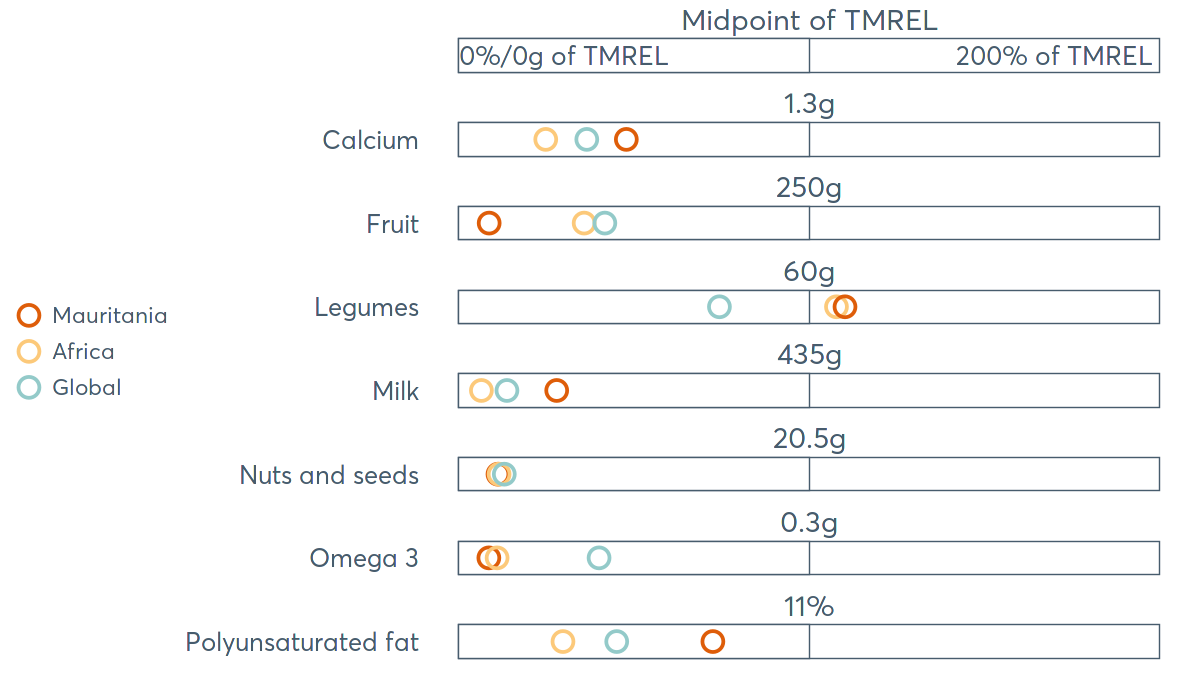 Midpoint of TMREL
0%/0g of TMREL
200% of TMREL
1.3g
Calcium
250g
Fruit
60g
Legumes
Mauritania
Africa
Global
435g
Milk
20.5g
Nuts and seeds
0.3g
Omega 3
11%
Polyunsaturated fat